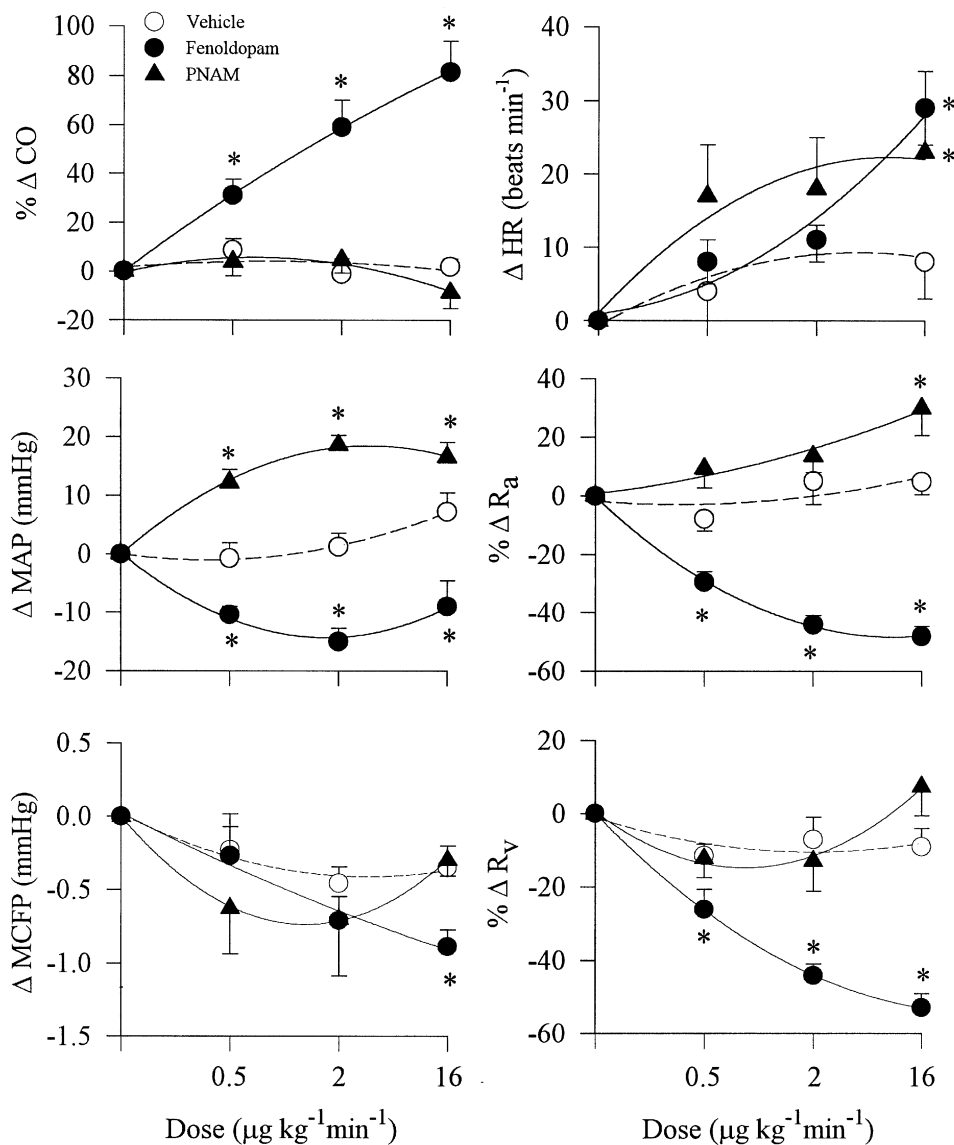 Vehicle
Fenoldopam
PNAM
% Δ CO
100
80
60
40
20
0
-20
* * *
Δ HR (beats min-1)
40
30
20
10
0
*
*
Δ MAP (mmHg)
30
20
10
0
-10
-20
* * *
* * *
% Δ Ra
40
20
0
-20
-40
-60
*
* * *
Δ MCFP (mmHg)
0.5
0.0
-0.5
-1.0
-1.5
*
0.5 2 16
Dose (μg kg-1min-1)
% Δ Rv
20
0
-20
-40
-60
* * *
0.5 2 16
Dose (μg kg-1min-1)